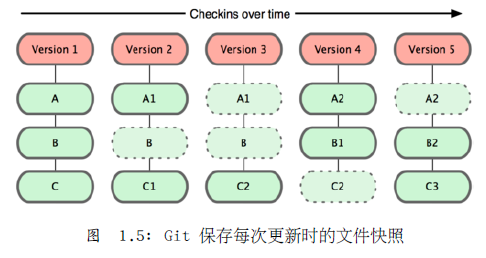 Checkins over time
Version 1 Version 2 Version 3 Version 4 Version 5
A A1 A1 A2 A2
B B B B1 B2
C C1 C2 C2 C3
图 1.5: Git 保存每次更新时的文件快照